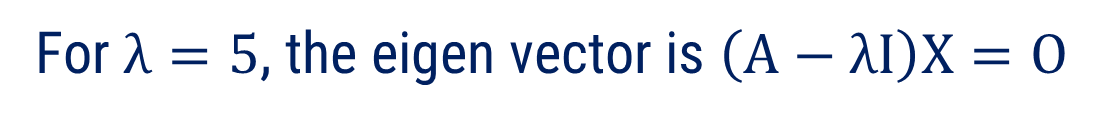 For λ = 5, the eigen vector is (A − λI)X = O